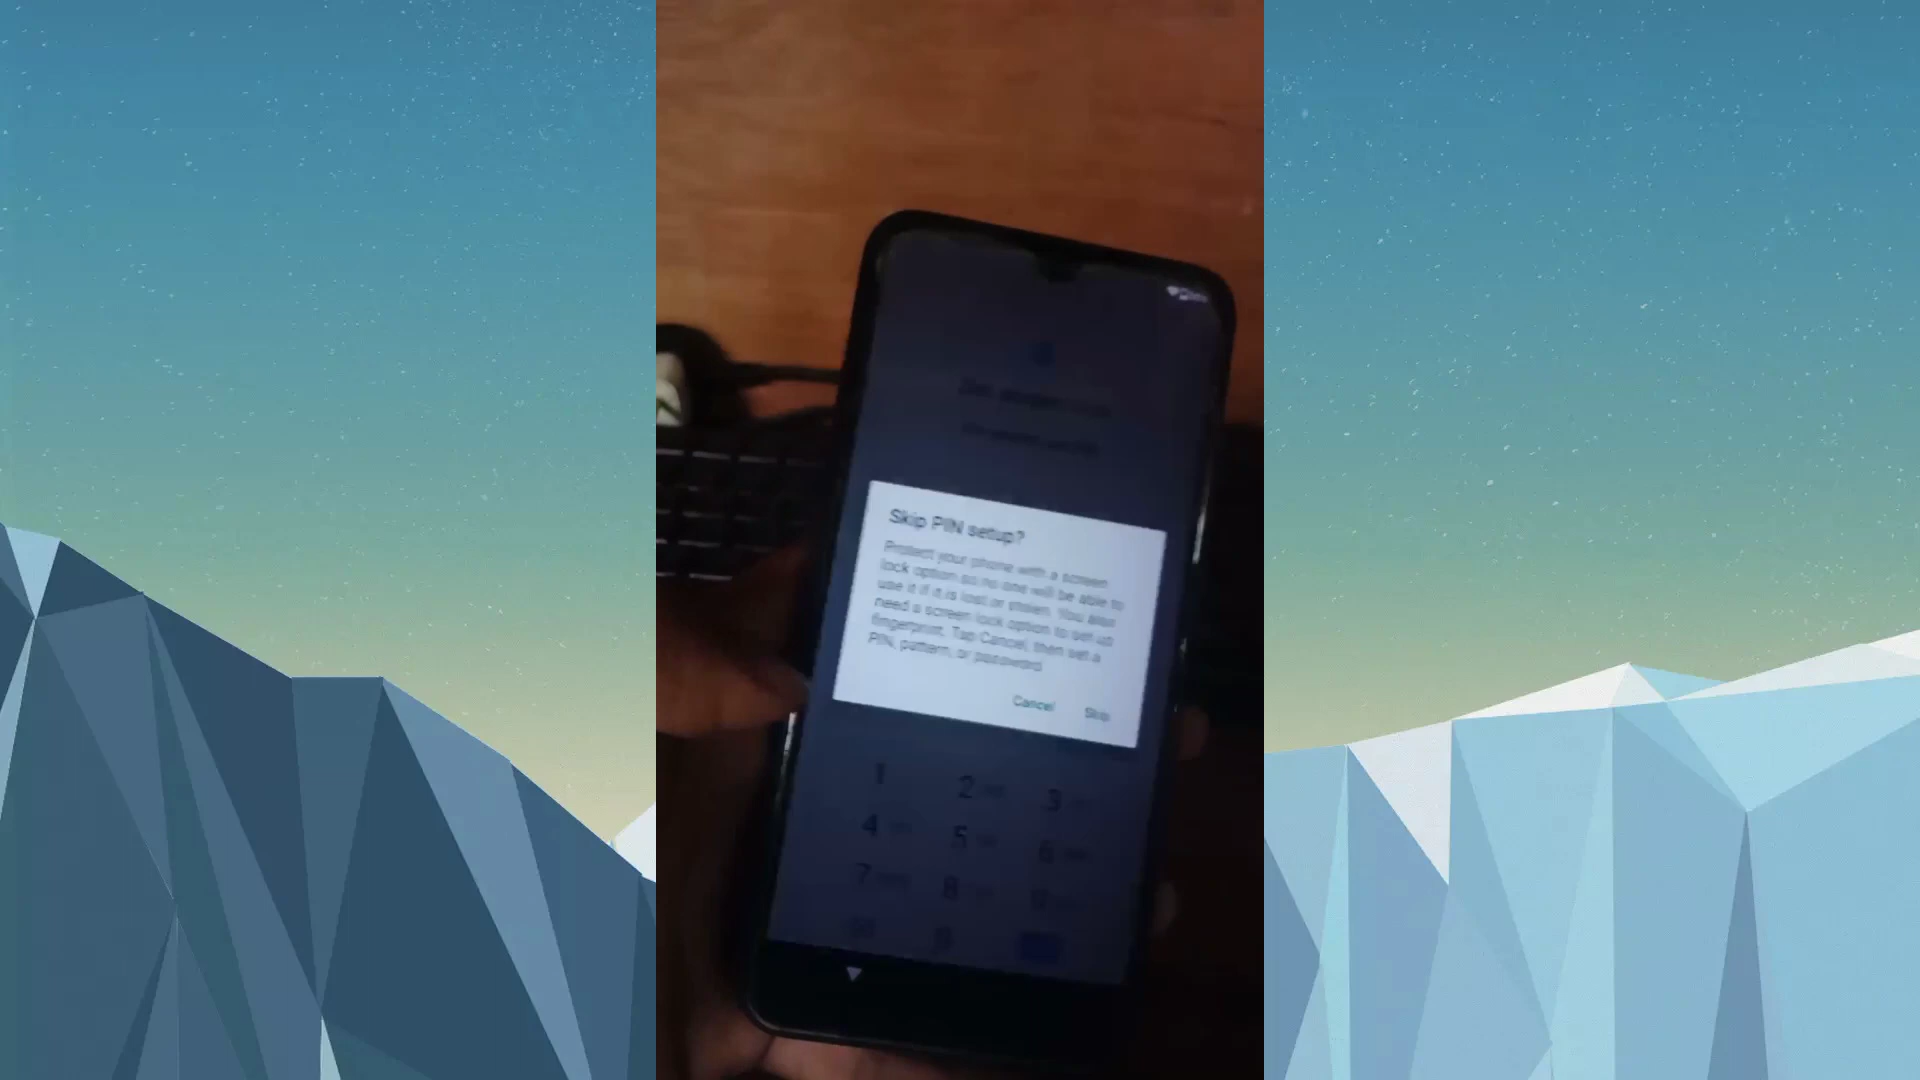 Skip PIN setup?
Protect your phone with a screen
lock option so no one will be able to
use it if it is lost or stolen. You also
need a screen lock option to set up
fingerprint. Tap Cancel, then set a
PIN, pattern, or password.
Cancel Skip
1 2 3
4 5 6
7 8 9
0